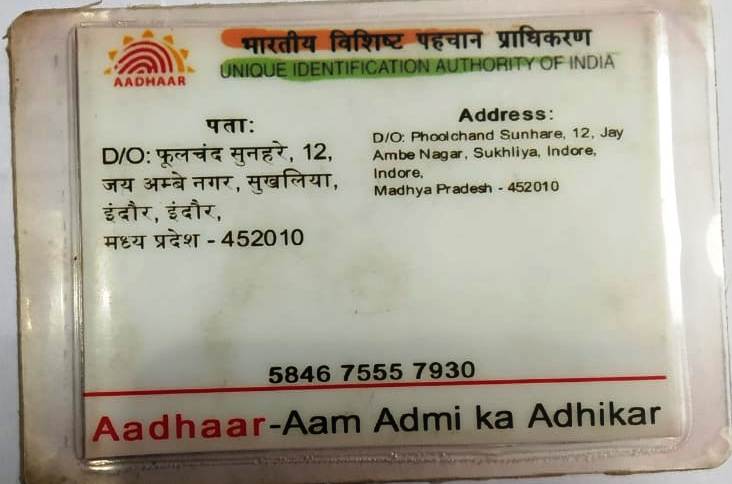 भारतीय विशिष्ट पहचान प्राधिकरण
UNIQUE IDENTIFICATION AUTHORITY OF INDIA
AADHAAR
पता:
D/O: फूलचंद सुनहरे, 12,
जय अम्बे नगर, सुखलिया,
इंदौर, इंदौर,
मध्य प्रदेश - 452010
Address:
D/O: Phoolchand Sunhare, 12, Jay
Ambe Nagar, Sukhliya, Indore,
Indore,
Madhya Pradesh - 452010
5846 7555 7930
Aadhaar-Aam Admi ka Adhikar